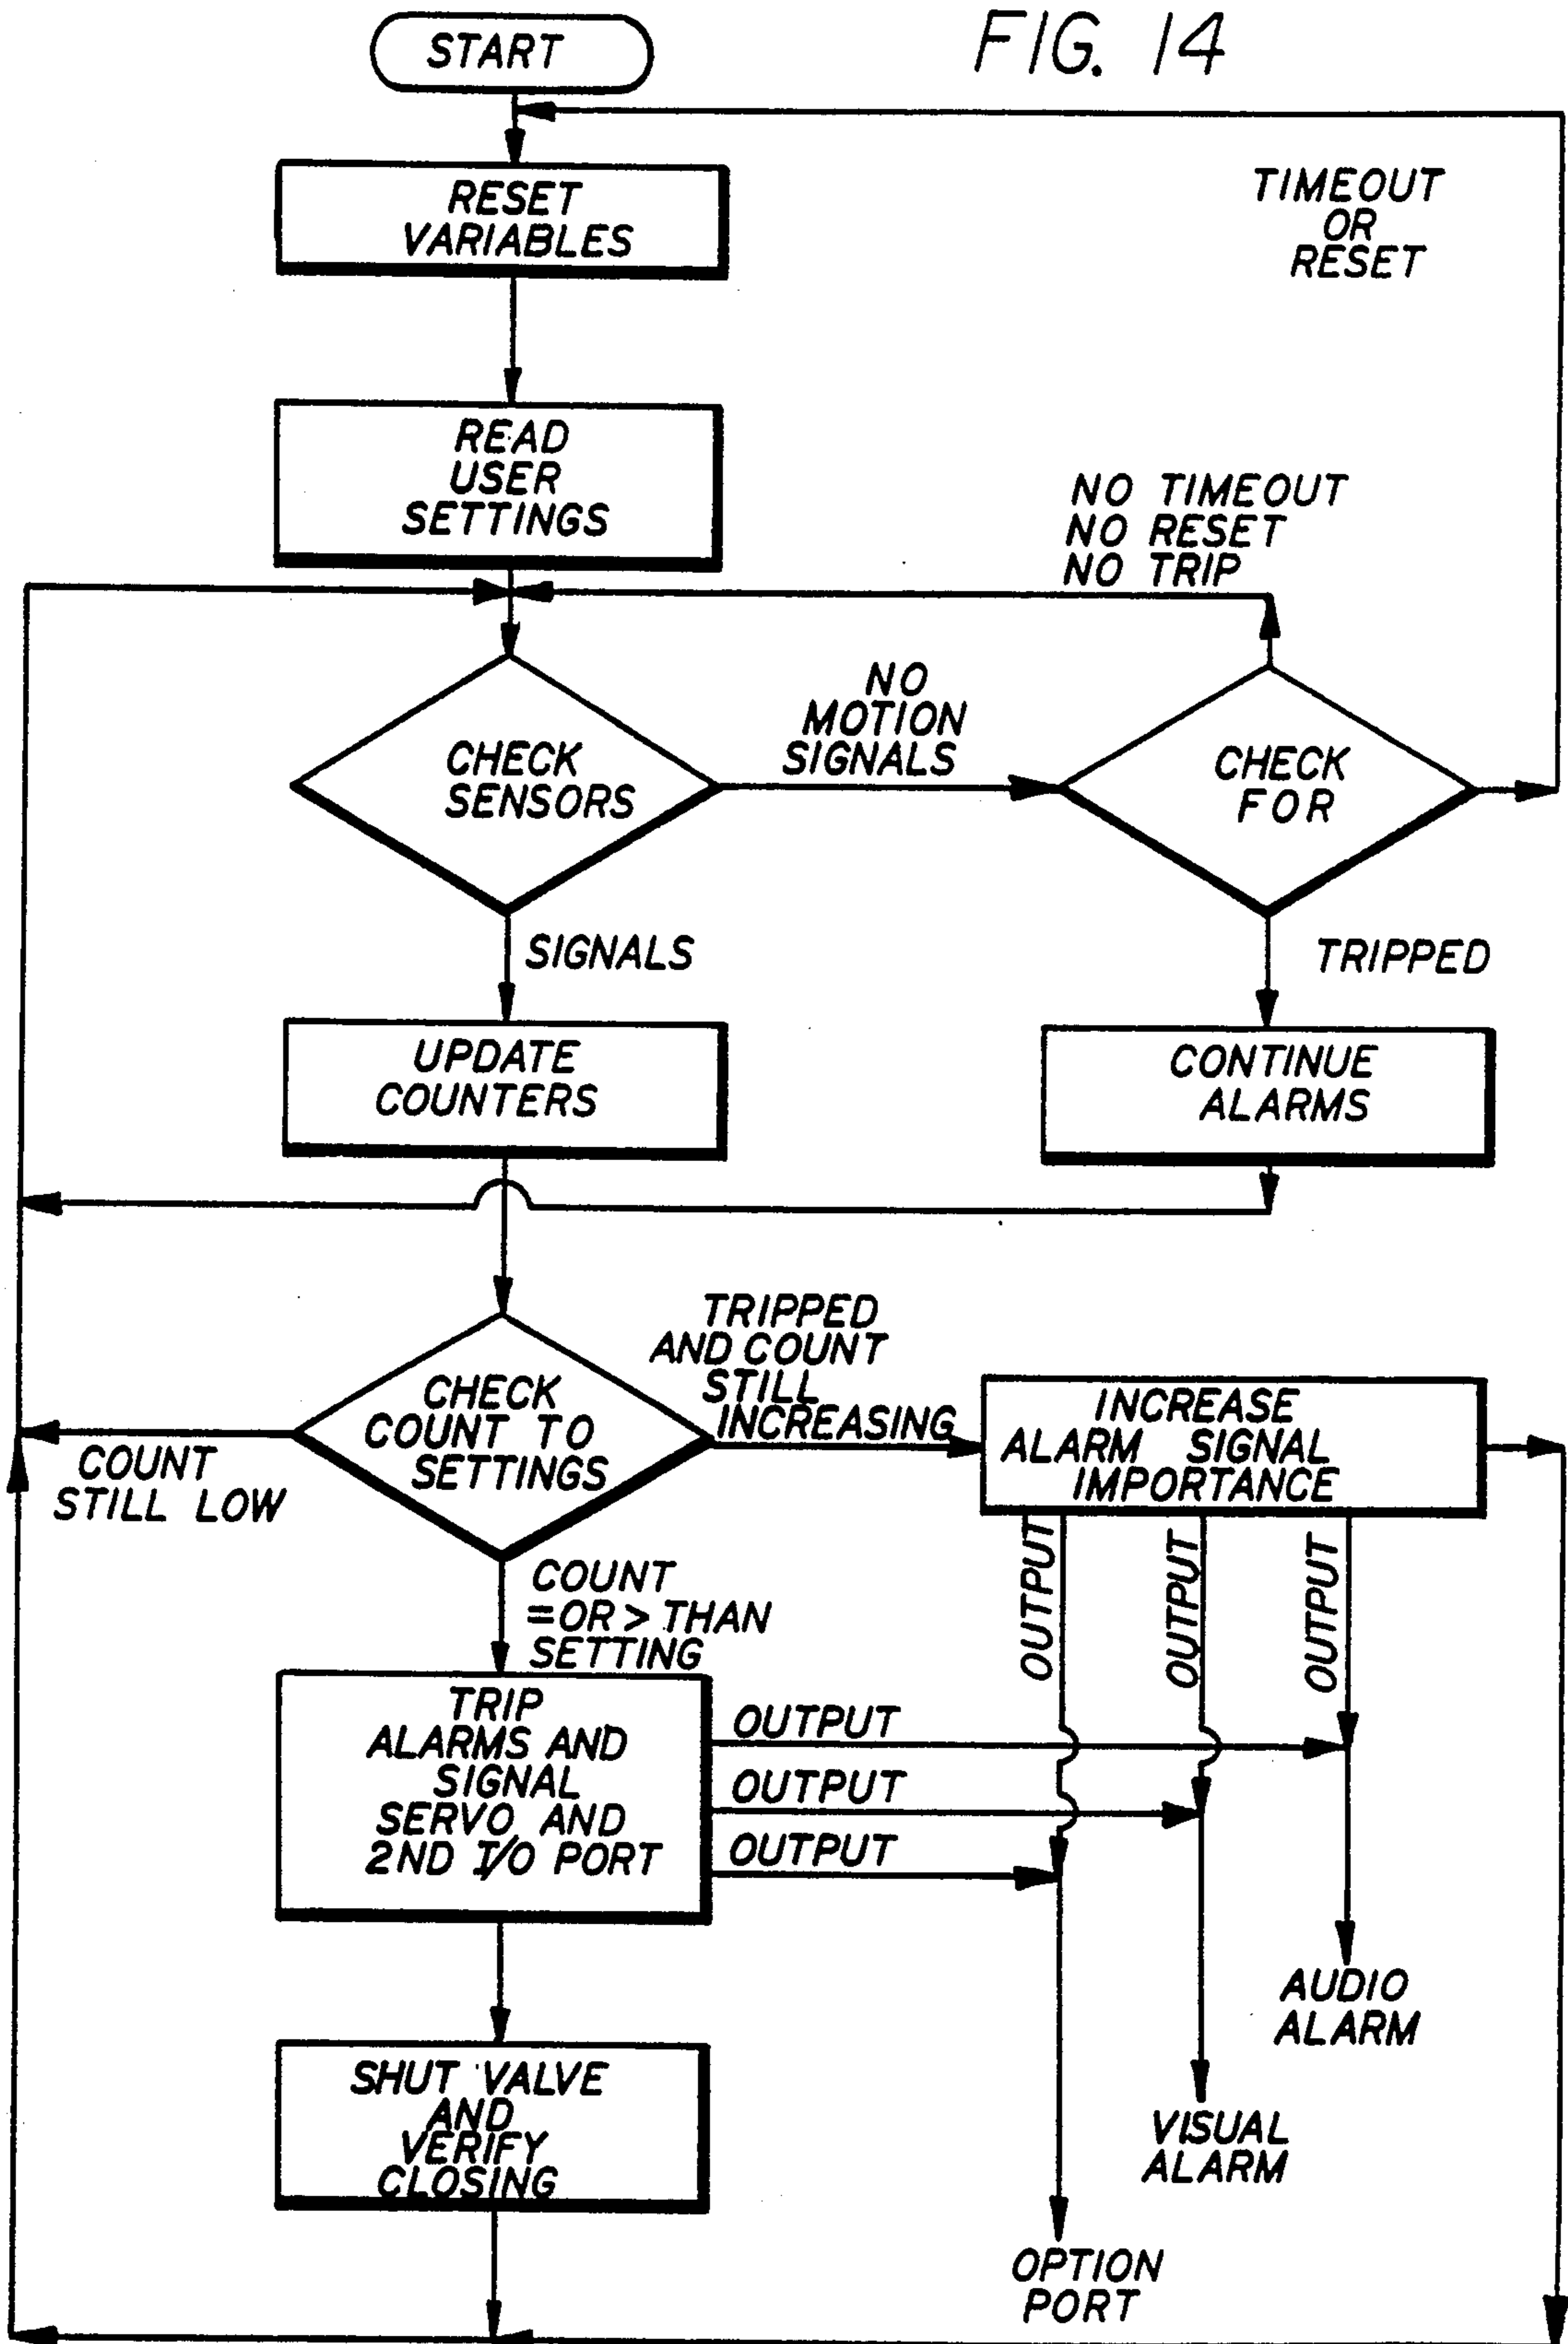 FIG. 14
START
RESET
VARIABLES
TIMEOUT
OR
RESET
READ
USER
SETTINGS
NO TIMEOUT
NO RESET
NO TRIP
CHECK
SENSORS
NO
MOTION
SIGNALS
CHECK
FOR
SIGNALS
TRIPPED
UPDATE
COUNTERS
CONTINUE
ALARMS
CHECK
COUNT TO
SETTINGS
TRIPPED
AND COUNT
STILL
INCREASING
INCREASE
ALARM SIGNAL
IMPORTANCE
COUNT
STILL LOW
COUNT
=OR > THAN
SETTING
OUTPUT
OUTPUT
OUTPUT
TRIP
ALARMS AND
SIGNAL
SERVO AND
2ND I/O PORT
OUTPUT
OUTPUT
OUTPUT
AUDIO
ALARM
SHUT VALVE
AND
VERIFY
CLOSING
VISUAL
ALARM
OPTION
PORT